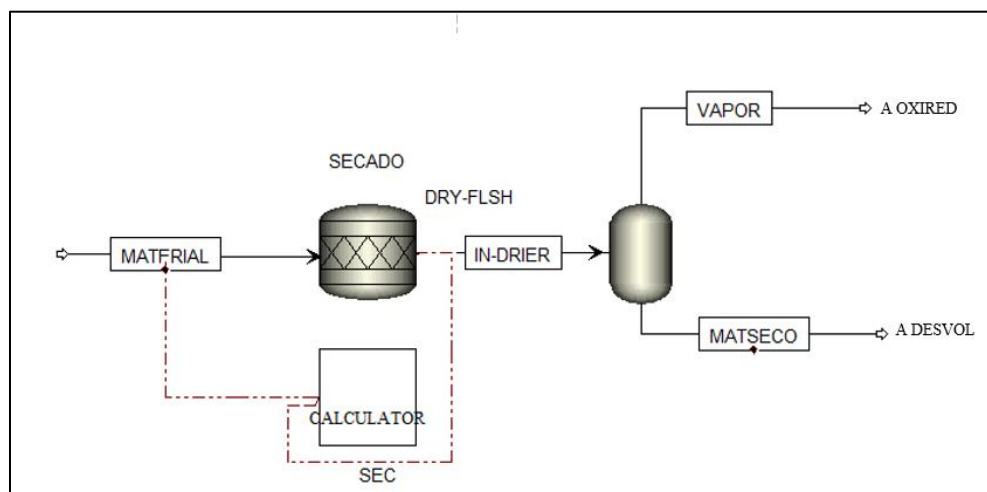 VAPOR
A OXIRED
SECADO
DRY-FLSH
MATERIAL
IN-DRIER
MATSECO
A DESVOL
CALCULATOR
SEC